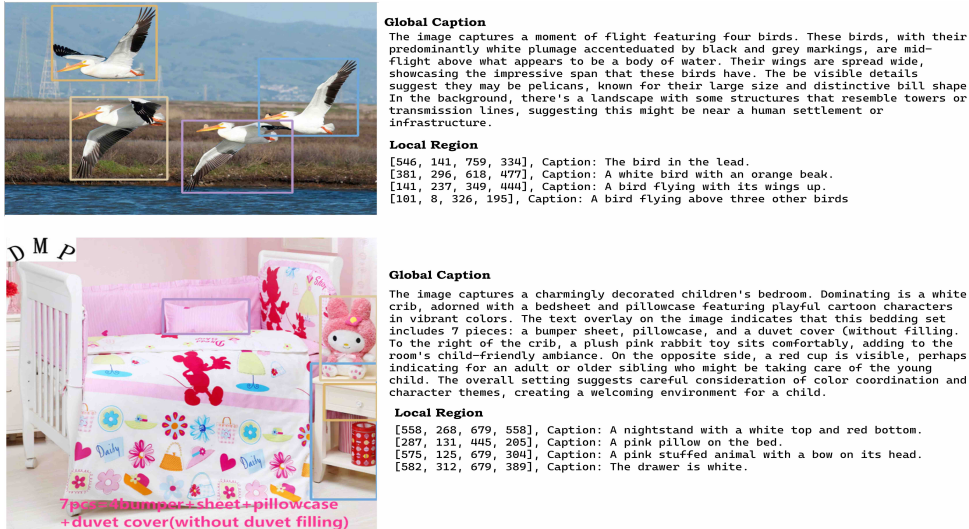 Global Caption
The image captures a moment of flight featuring four birds. These birds, with their
predominantly white plumage accenteduated by black and grey markings, are mid-
flight above what appears to be a body of water. Their wings are spread wide,
showcasing the impressive span that these birds have. The be visible details
suggest they may be pelicans, known for their large size and distinctive bill shape
In the background, there's a landscape with some structures that resemble towers or
transmission lines, suggesting this might be near a human settlement or
infrastructure.
Local Region
[546, 141, 759, 334], Caption: The bird in the lead.
[381, 296, 618, 477], Caption: A white bird with an orange beak.
[141, 237, 349, 444], Caption: A bird flying with its wings up.
[101, 8, 326, 195], Caption: A bird flying above three other birds
DMP
Daily
Daily
7pcs=4bumper+sheet+pillowcase
+duvet cover(without duvet filling)
Global Caption
The image captures a charmingly decorated children's bedroom. Dominating is a white
crib, adorned with a bedsheet and pillowcase featuring playful cartoon characters
in vibrant colors. The text overlay on the image indicates that this bedding set
includes 7 pieces: a bumper sheet, pillowcase, and a duvet cover (without filling.
To the right of the crib, a plush pink rabbit toy sits comfortably, adding to the
room's child-friendly ambiance. On the opposite side, a red cup is visible, perhaps
indicating for an adult or older sibling who might be taking care of the young
child. The overall setting suggests careful consideration of color coordination and
character themes, creating a welcoming environment for a child.
Local Region
[558, 268, 679, 558], Caption: A nightstand with a white top and red bottom.
[287, 131, 445, 205], Caption: A pink pillow on the bed.
[575, 125, 679, 304], Caption: A pink stuffed animal with a bow on its head.
[582, 312, 679, 389], Caption: The drawer is white.